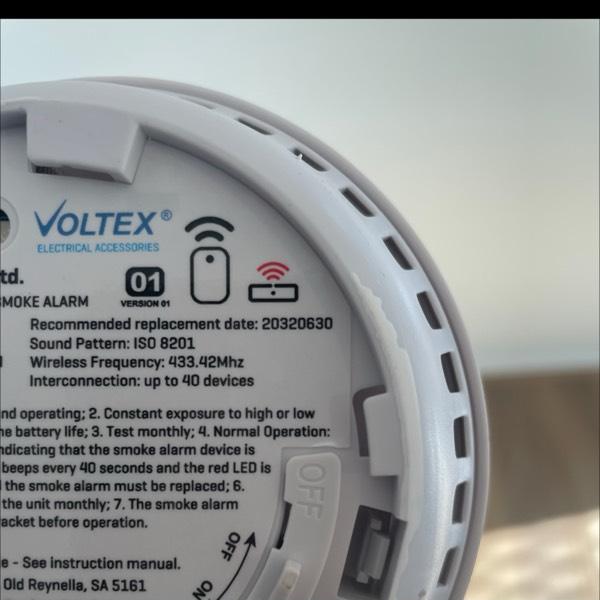 VOLTEX®
ELECTRICAL ACCESSORIES
td.
01
SMOKE ALARM
VERSION 01
Recommended replacement date: 20320630
Sound Pattern: ISO 8201
Wireless Frequency: 433.42Mhz
Interconnection: up to 40 devices
nd operating; 2. Constant exposure to high or low
he battery life; 3. Test monthly; 4. Normal Operation:
ndicating that the smoke alarm device is
beeps every 40 seconds and the red LED is
the smoke alarm must be replaced; 6.
the unit monthly; 7. The smoke alarm
racket before operation.
OFF
OFF
ON
e - See instruction manual.
Old Reynella, SA 5161